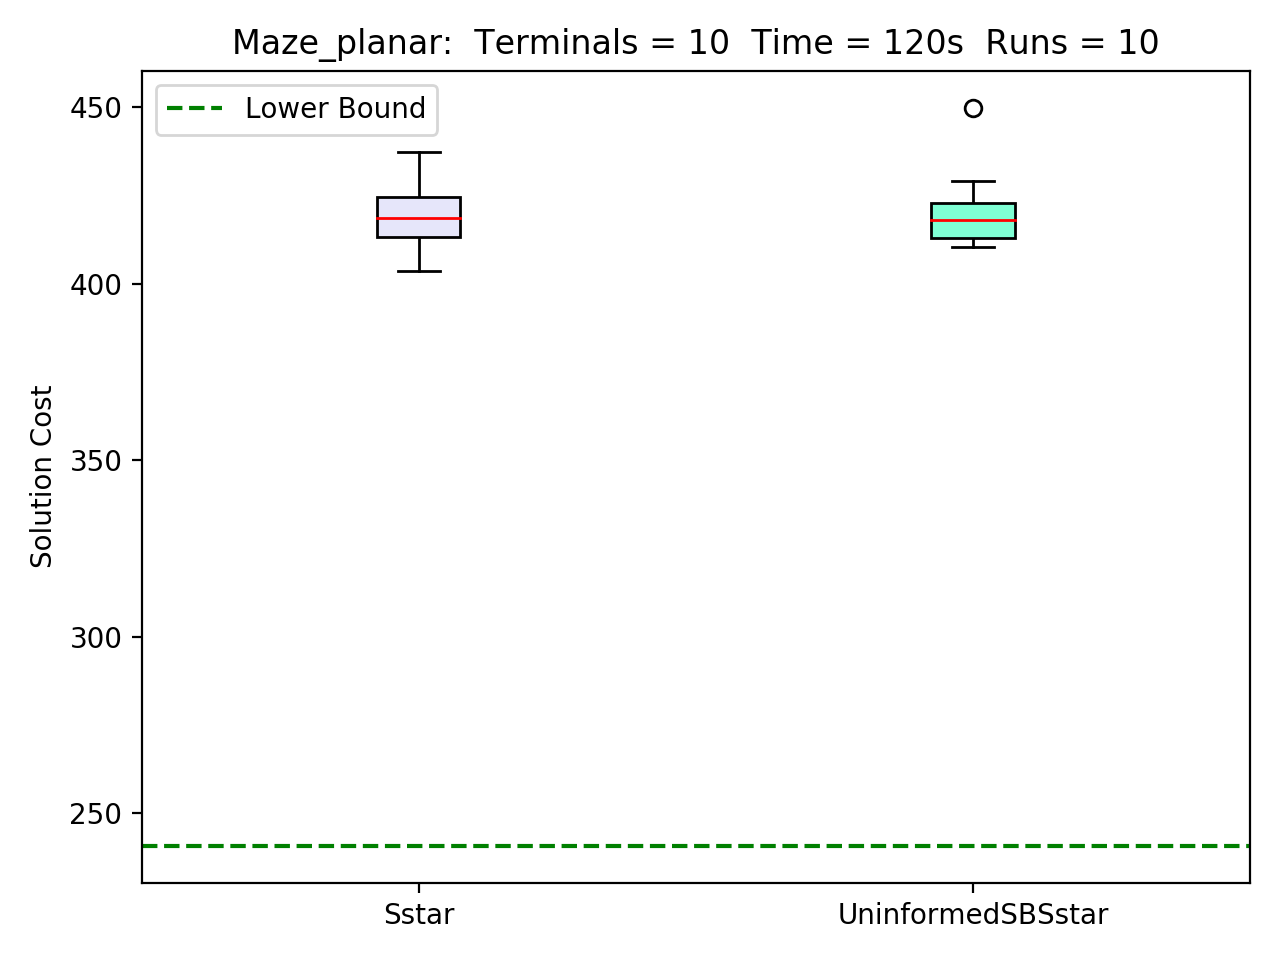 Maze_planar:  Terminals = 10  Time = 120s  Runs = 10
Lower Bound
450
400
350
300
250
Solution Cost
Sstar
UninformedSBSstar